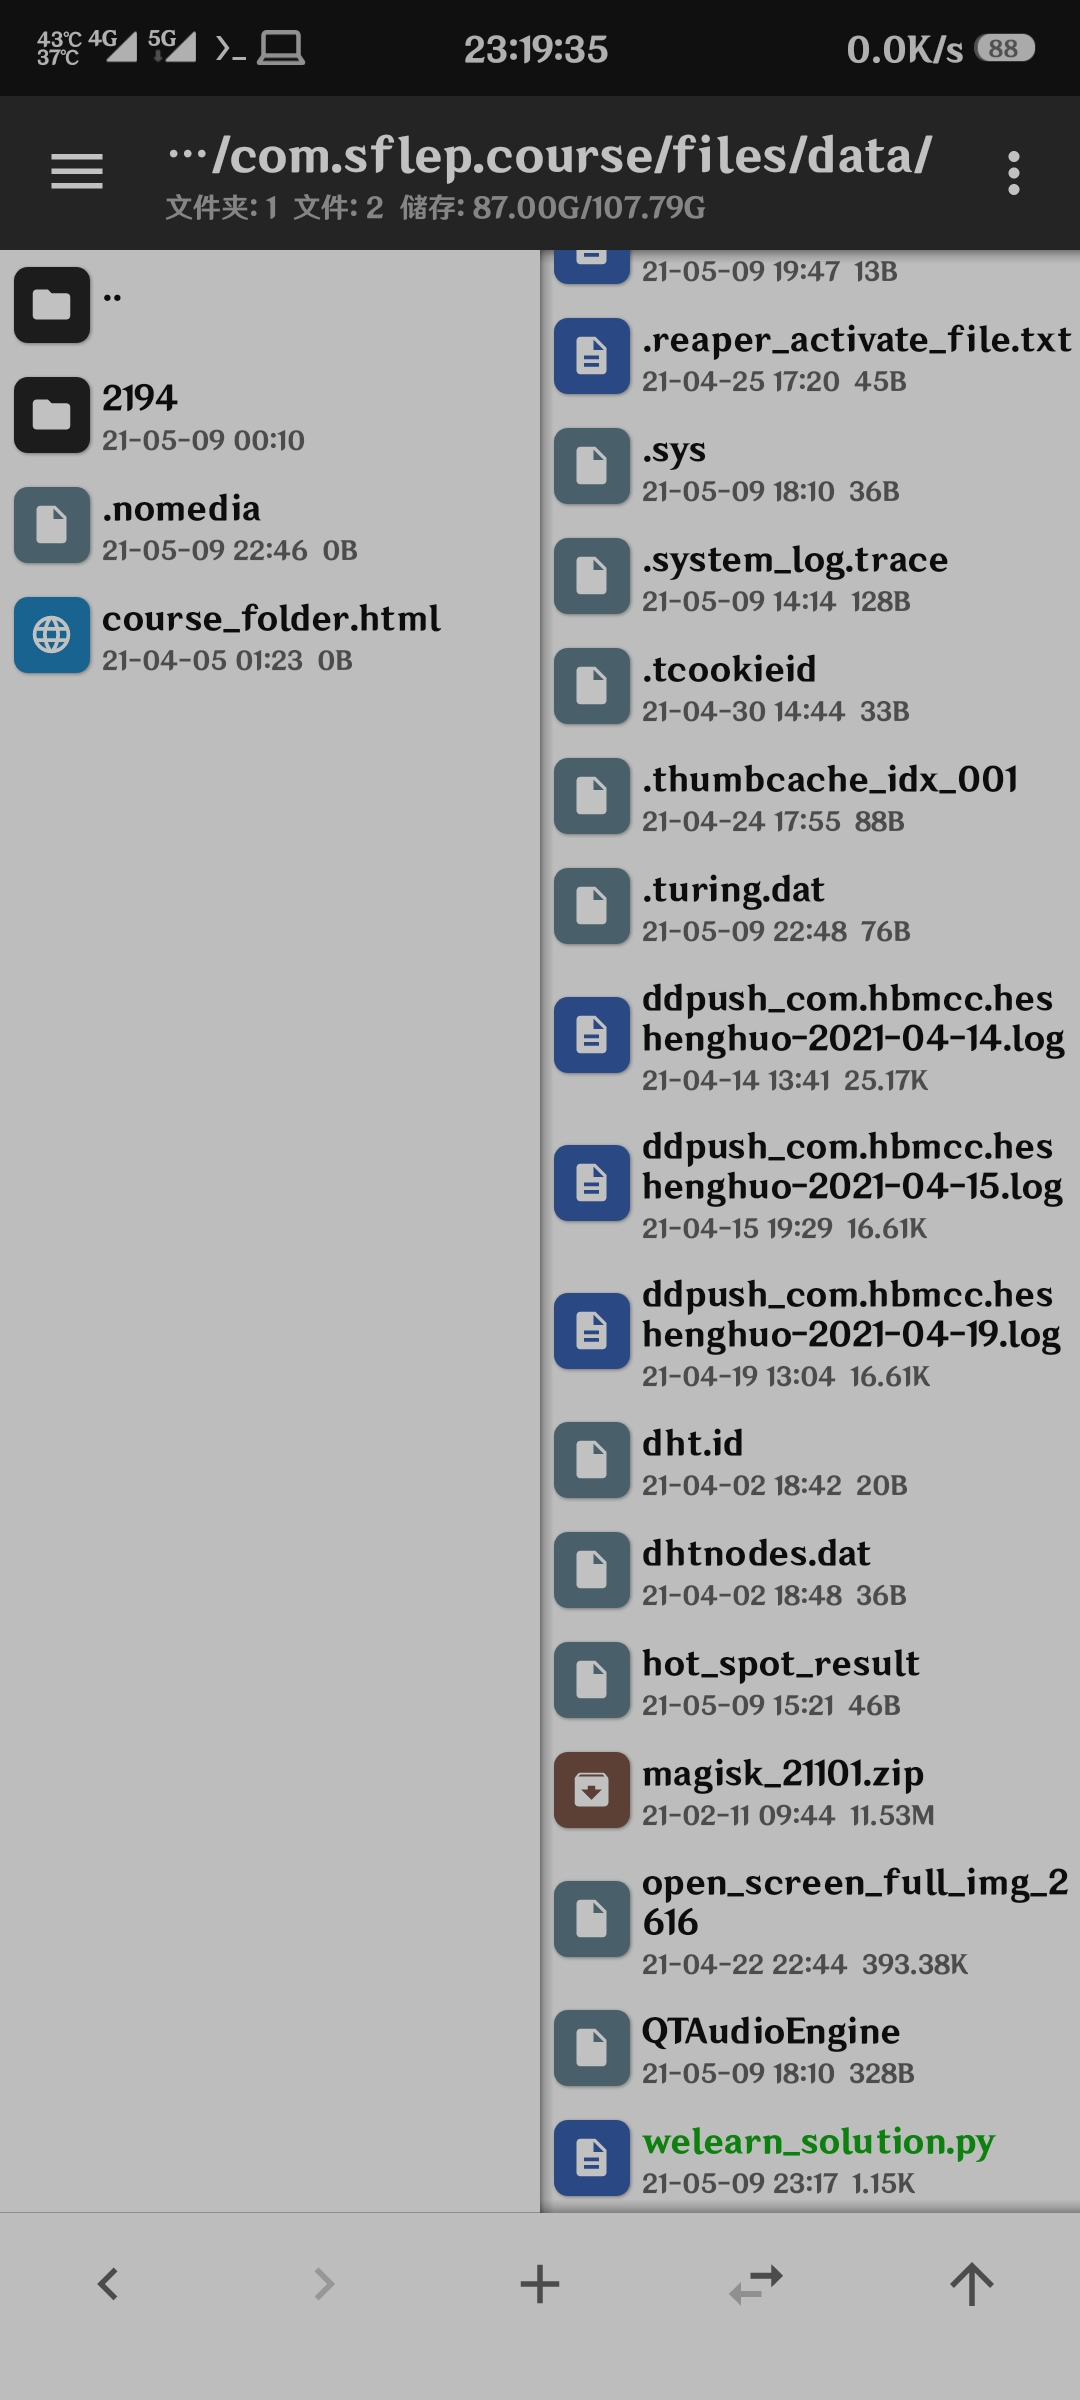 43℃ 4G 5G 23:19:35 0.0K/s 88
37℃
···/com.sflep.course/files/data/
文件夹: 1 文件: 2 储存: 87.00G/107.79G
..
2194
21-05-09 00:10
.nomedia
21-05-09 22:46 0B
course_folder.html
21-04-05 01:23 0B
21-05-09 19:47 13B
.reaper_activate_file.txt
21-04-25 17:20 45B
.sys
21-05-09 18:10 36B
.system_log.trace
21-05-09 14:14 128B
.tcookieid
21-04-30 14:44 33B
.thumbcache_idx_001
21-04-24 17:55 88B
.turing.dat
21-05-09 22:48 76B
ddpush_com.hbmcc.hes
henghuo-2021-04-14.log
21-04-14 13:41 25.17K
ddpush_com.hbmcc.hes
henghuo-2021-04-15.log
21-04-15 19:29 16.61K
ddpush_com.hbmcc.hes
henghuo-2021-04-19.log
21-04-19 13:04 16.61K
dht.id
21-04-02 18:42 20B
dhtnodes.dat
21-04-02 18:48 36B
hot_spot_result
21-05-09 15:21 46B
magisk_21101.zip
21-02-11 09:44 11.53M
open_screen_full_img_2
616
21-04-22 22:44 393.38K
QTAudioEngine
21-05-09 18:10 328B
welearn_solution.py
21-05-09 23:17 1.15K